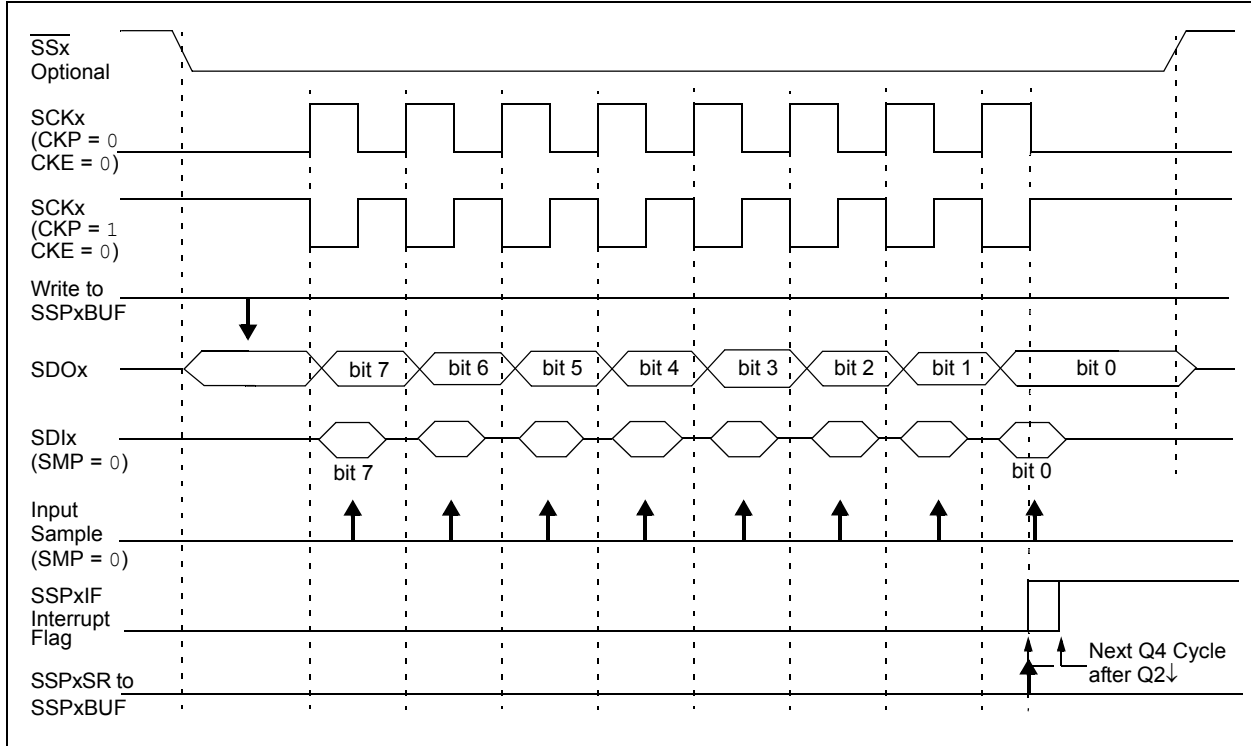 SSx
Optional
SCKx
(CKP = 0
CKE = 0)
SCKx
(CKP = 1
CKE = 0)
Write to
SSPxBUF
SDOx
bit 7
bit 6
bit 5
bit 4
bit 3
bit 2
bit 1
bit 0
SDIx
(SMP = 0)
bit 7
bit 0
Input
Sample
(SMP = 0)
SSPxIF
Interrupt
Flag
Next Q4 Cycle
after Q2↓
SSPxSR to
SSPxBUF